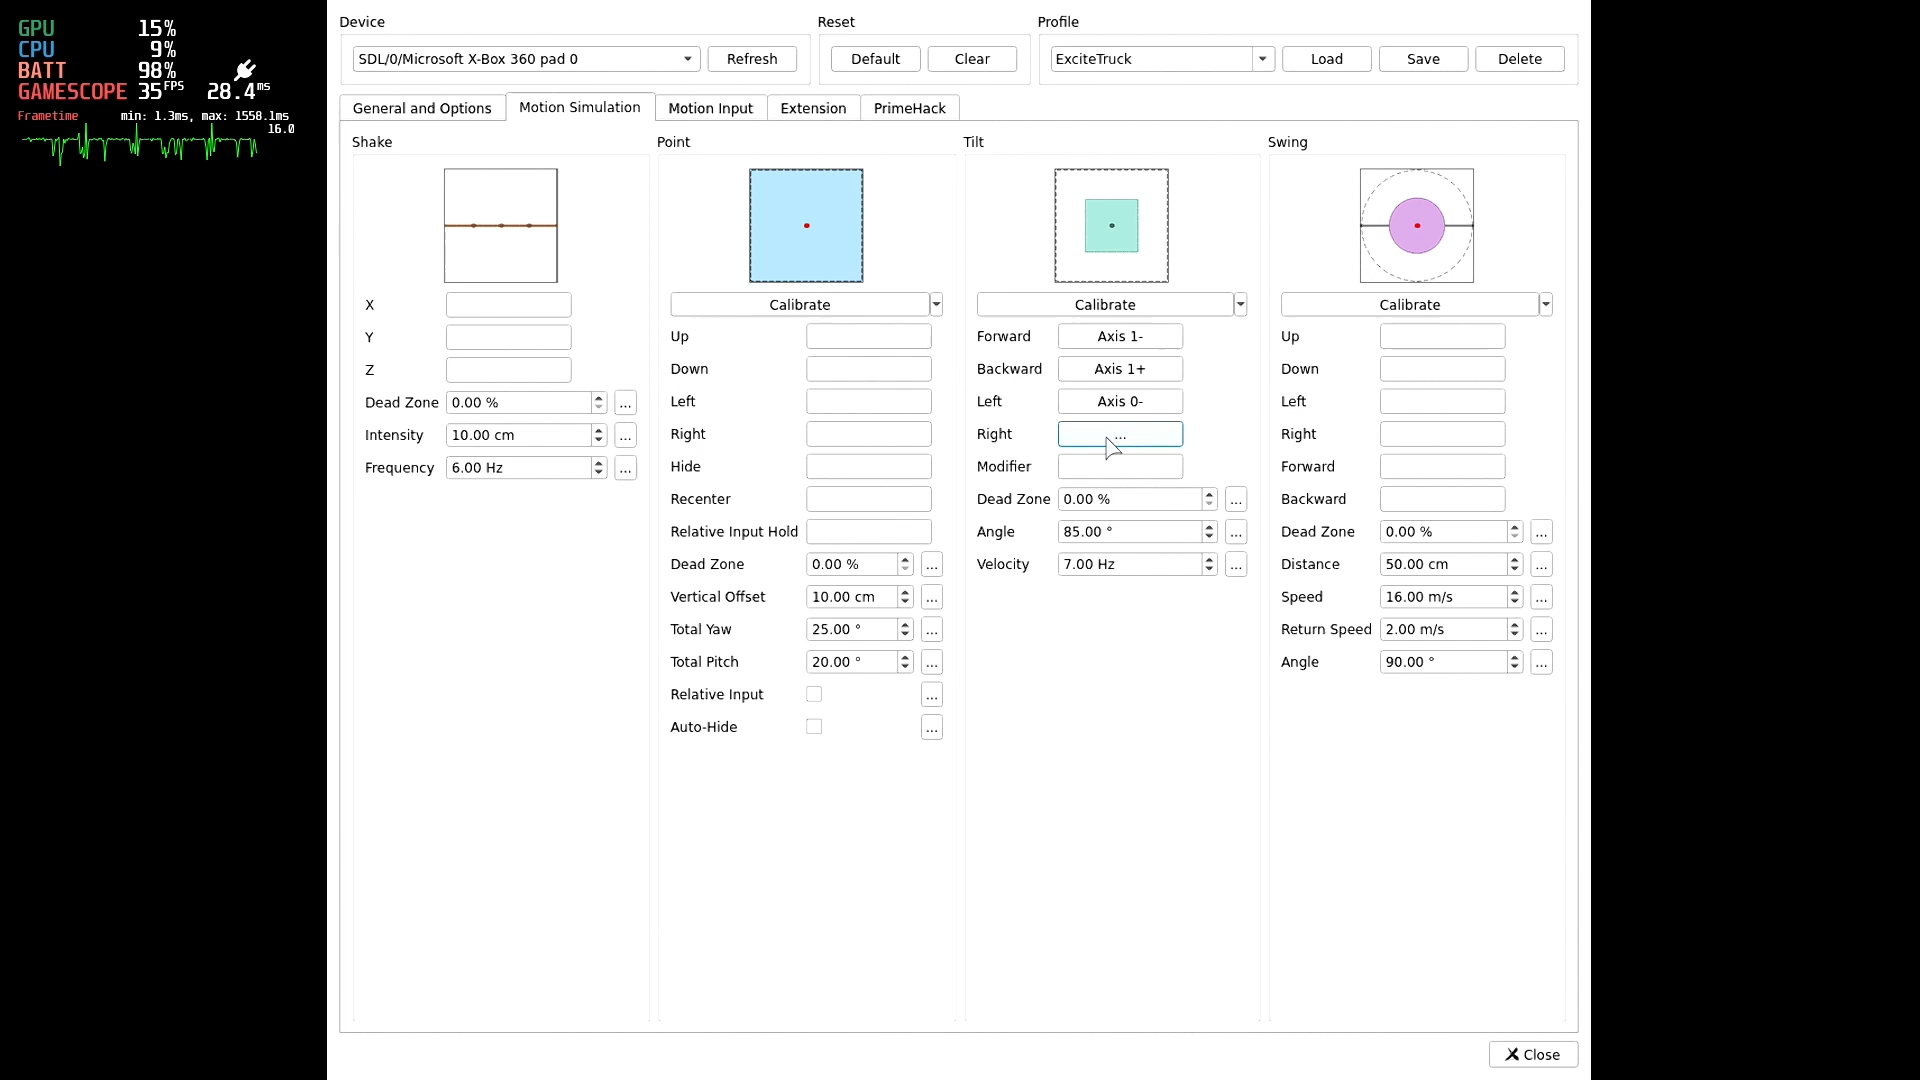 GPU 15%
CPU 9%
BATT 98%
GAMESCOPE 35FPS 28.4ms
Frametime min: 1.3ms, max: 1558.1ms
16.0
Device
SDL/0/Microsoft X-Box 360 pad 0
Refresh
Reset
Default
Clear
Profile
ExciteTruck
Load
Save
Delete
General and Options
Motion Simulation
Motion Input
Extension
PrimeHack
Shake
X
Y
Z
Dead Zone 0.00 % ...
Intensity 10.00 cm ...
Frequency 6.00 Hz ...
Point
Calibrate
Up
Down
Left
Right
Hide
Recenter
Relative Input Hold
Dead Zone 0.00 % ...
Vertical Offset 10.00 cm ...
Total Yaw 25.00 ° ...
Total Pitch 20.00 ° ...
Relative Input ...
Auto-Hide ...
Tilt
Calibrate
Forward Axis 1-
Backward Axis 1+
Left Axis 0-
Right ...
Modifier
Dead Zone 0.00 % ...
Angle 85.00 ° ...
Velocity 7.00 Hz ...
Swing
Calibrate
Up
Down
Left
Right
Forward
Backward
Dead Zone 0.00 % ...
Distance 50.00 cm ...
Speed 16.00 m/s ...
Return Speed 2.00 m/s ...
Angle 90.00 ° ...
Close